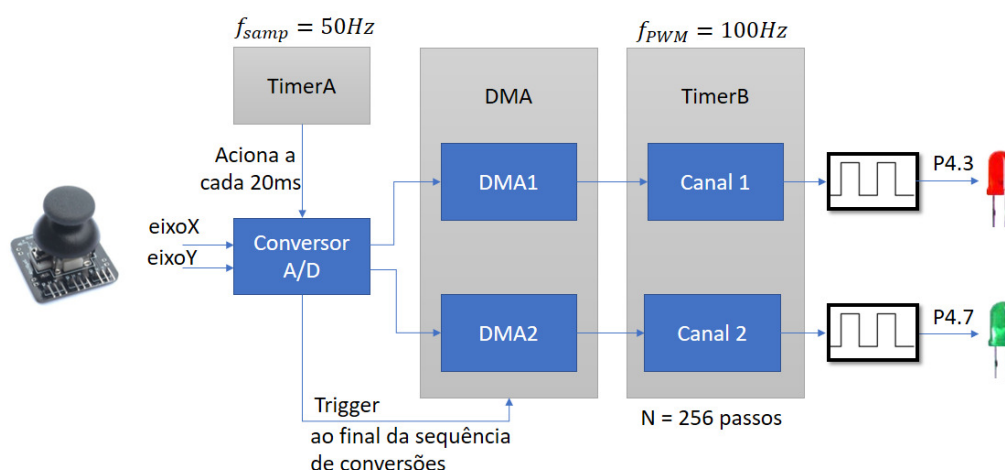 f_samp = 50Hz
f_PWM = 100Hz
TimerA
DMA
TimerB
Aciona a
cada 20ms
DMA1
Canal 1
P4.3
eixoX
eixoY
Conversor
A/D
DMA2
Canal 2
P4.7
Trigger
ao final da sequência
de conversões
N = 256 passos